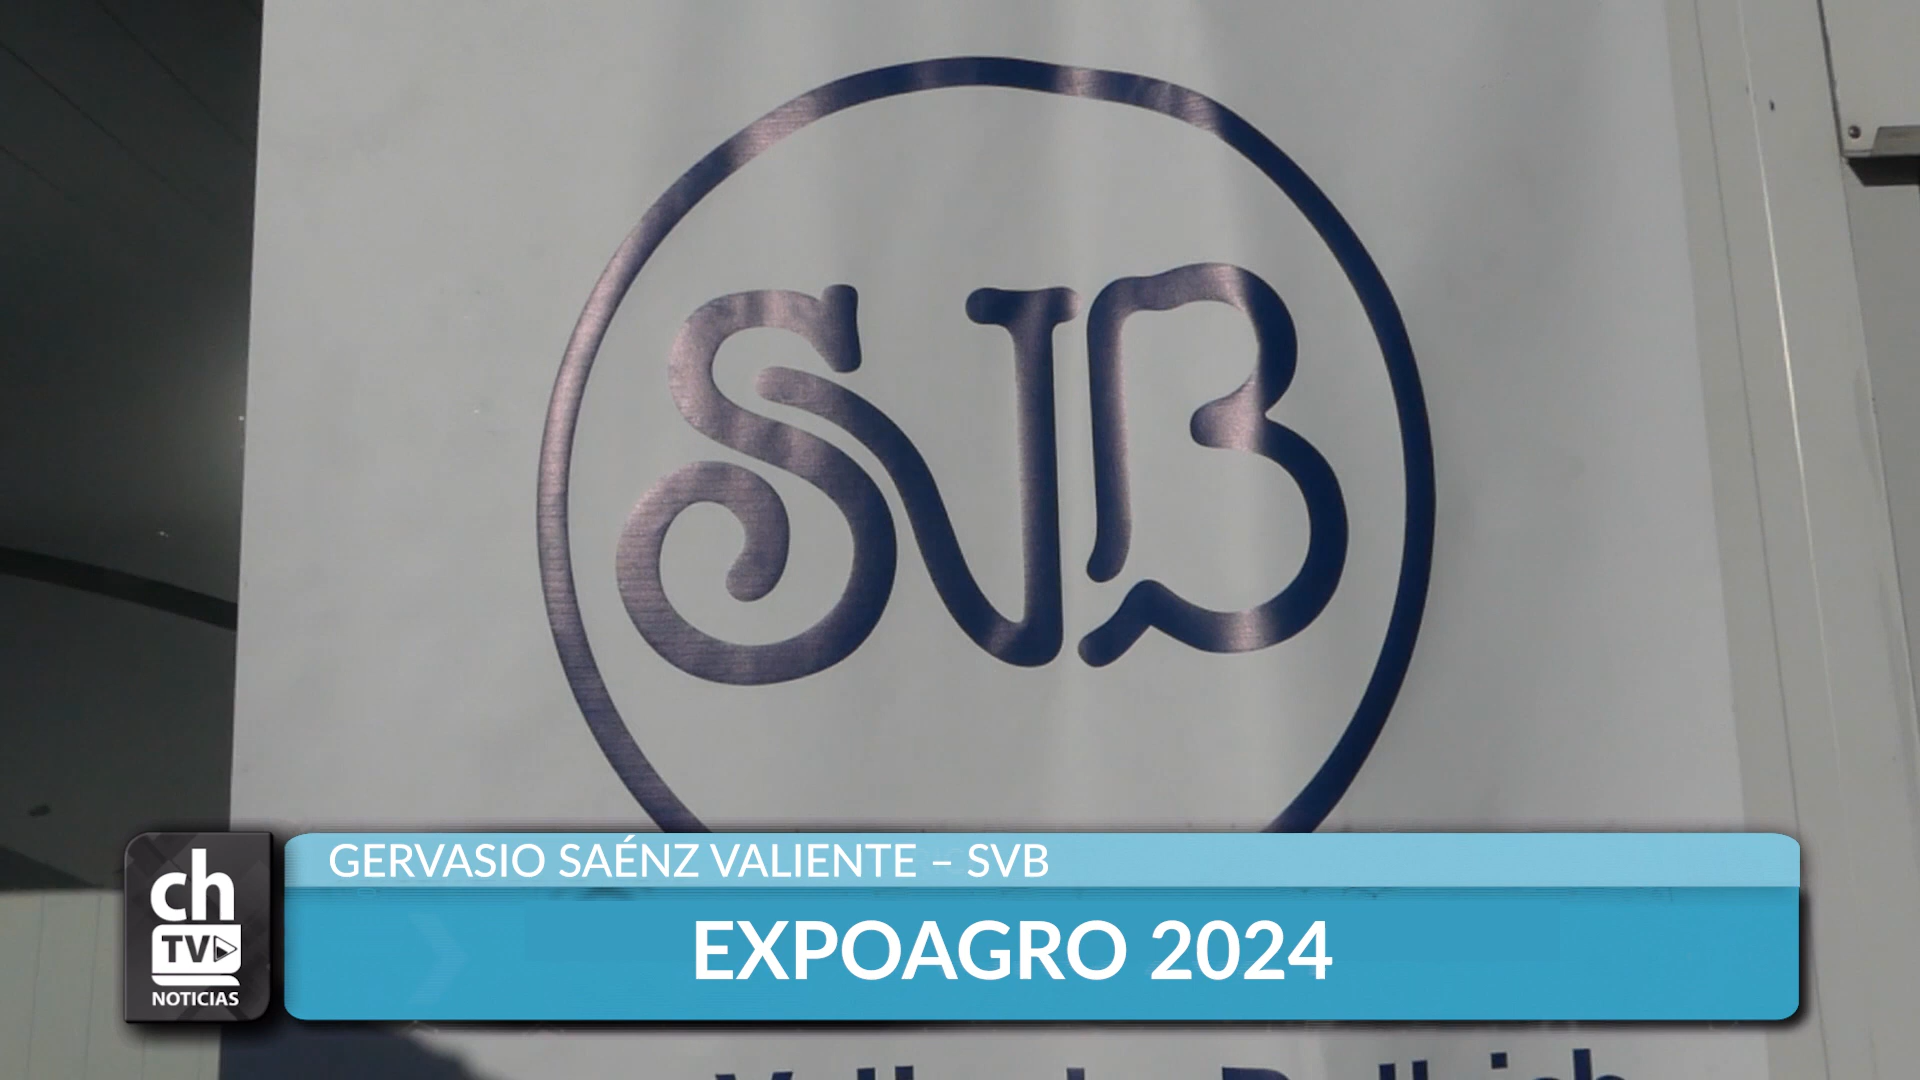 SVB
GERVASIO SAÉNZ VALIENTE – SVB
EXPOAGRO 2024
ch
TV
NOTICIAS